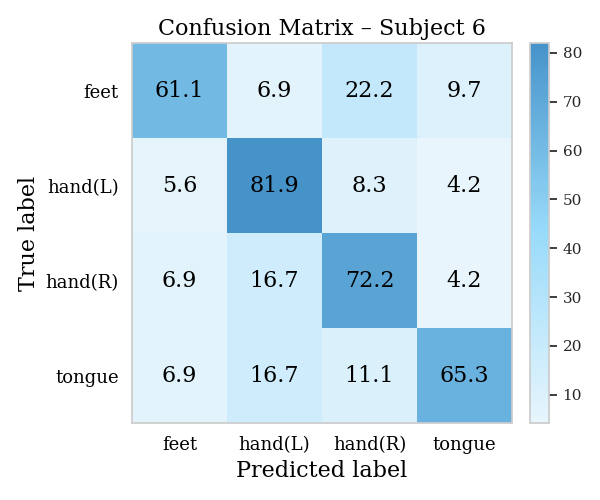 Confusion Matrix – Subject 6
True label
feet 61.1 6.9 22.2 9.7
hand(L) 5.6 81.9 8.3 4.2
hand(R) 6.9 16.7 72.2 4.2
tongue 6.9 16.7 11.1 65.3
feet hand(L) hand(R) tongue
Predicted label
80
70
60
50
40
30
20
10